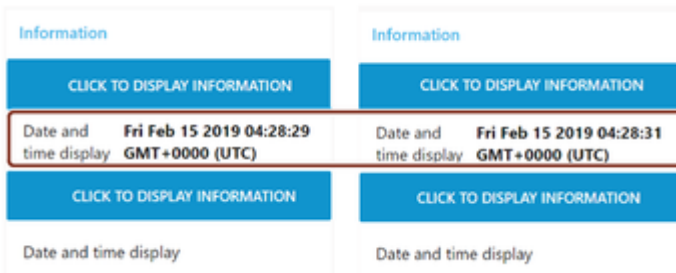 Information
CLICK TO DISPLAY INFORMATION
Date and time display
Fri Feb 15 2019 04:28:29 GMT+0000 (UTC)
CLICK TO DISPLAY INFORMATION
Date and time display
Information
CLICK TO DISPLAY INFORMATION
Date and time display
Fri Feb 15 2019 04:28:31 GMT+0000 (UTC)
CLICK TO DISPLAY INFORMATION
Date and time display